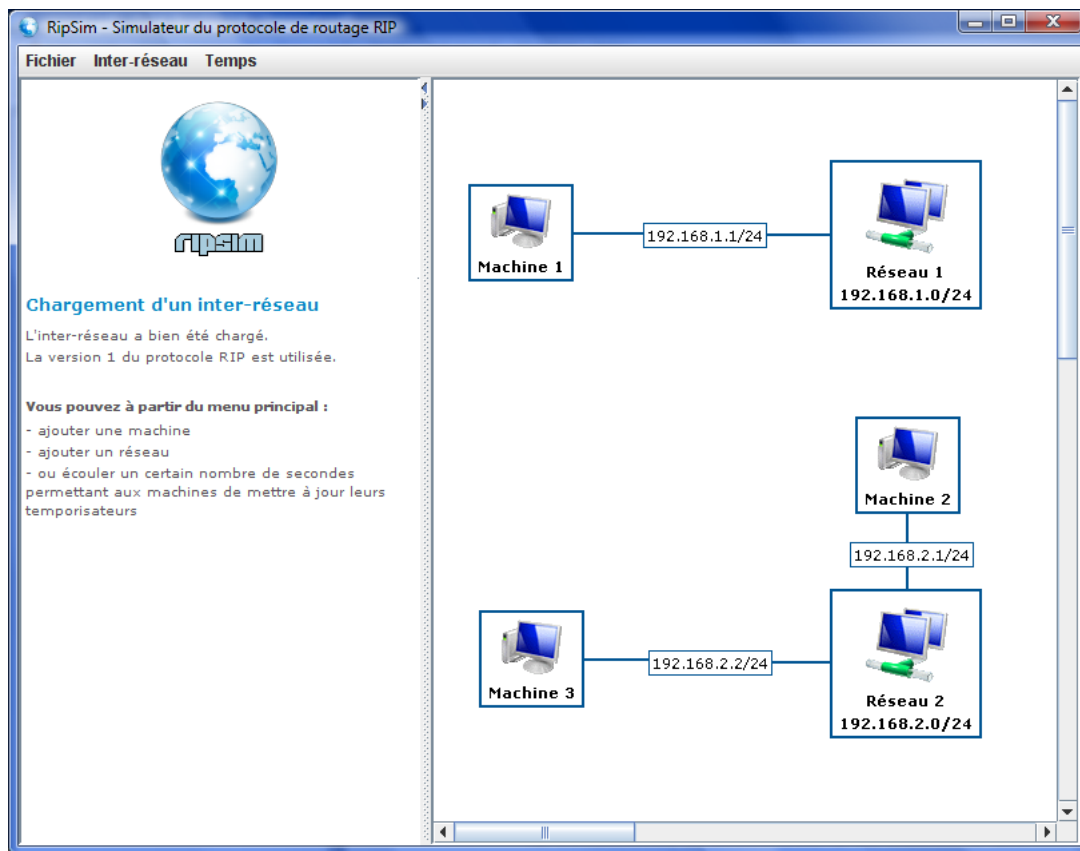 RipSim - Simulateur du protocole de routage RIP
Fichier Inter-réseau Temps
ripsim
Chargement d'un inter-réseau
L'inter-réseau a bien été chargé.
La version 1 du protocole RIP est utilisée.
Vous pouvez à partir du menu principal :
- ajouter une machine
- ajouter un réseau
- ou écouler un certain nombre de secondes
permettant aux machines de mettre à jour leurs
temporisateurs
Machine 1
192.168.1.1/24
Réseau 1
192.168.1.0/24
Machine 2
192.168.2.1/24
Machine 3
192.168.2.2/24
Réseau 2
192.168.2.0/24